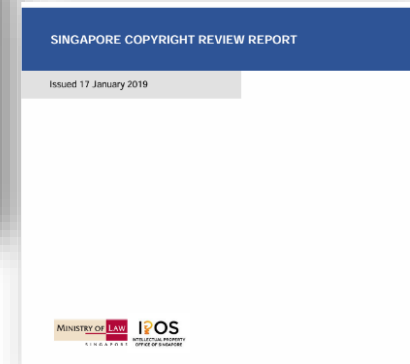 SINGAPORE COPYRIGHT REVIEW REPORT
Issued 17 January 2019
MINISTRY OF LAW
SINGAPORE
IPOS
INTELLECTUAL PROPERTY
OFFICE OF SINGAPORE